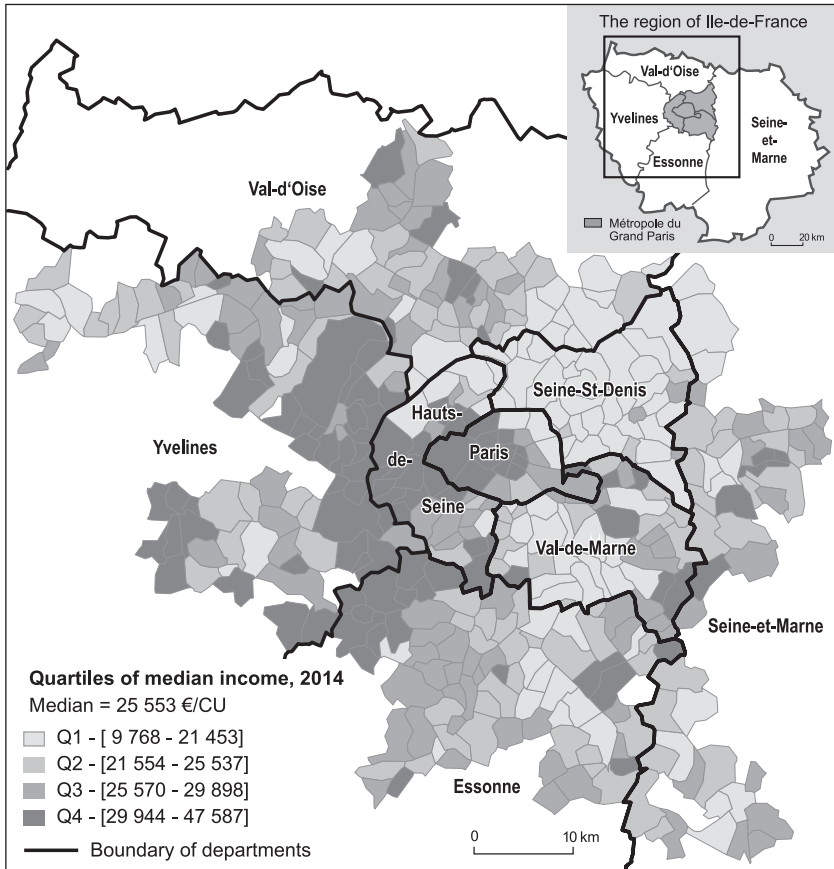 The region of Ile-de-France
Val-d'Oise
Yvelines
Seine-
et-
Marne
Essonne
Métropole du
Grand Paris
0 20 km
Val-d'Oise
Seine-St-Denis
Hauts-
Yvelines
de-
Paris
Seine
Val-de-Marne
Seine-et-Marne
Essonne
Quartiles of median income, 2014
Median = 25 553 €/CU
Q1 - [ 9 768 - 21 453]
Q2 - [21 554 - 25 537]
Q3 - [25 570 - 29 898]
Q4 - [29 944 - 47 587]
Boundary of departments
0 10 km